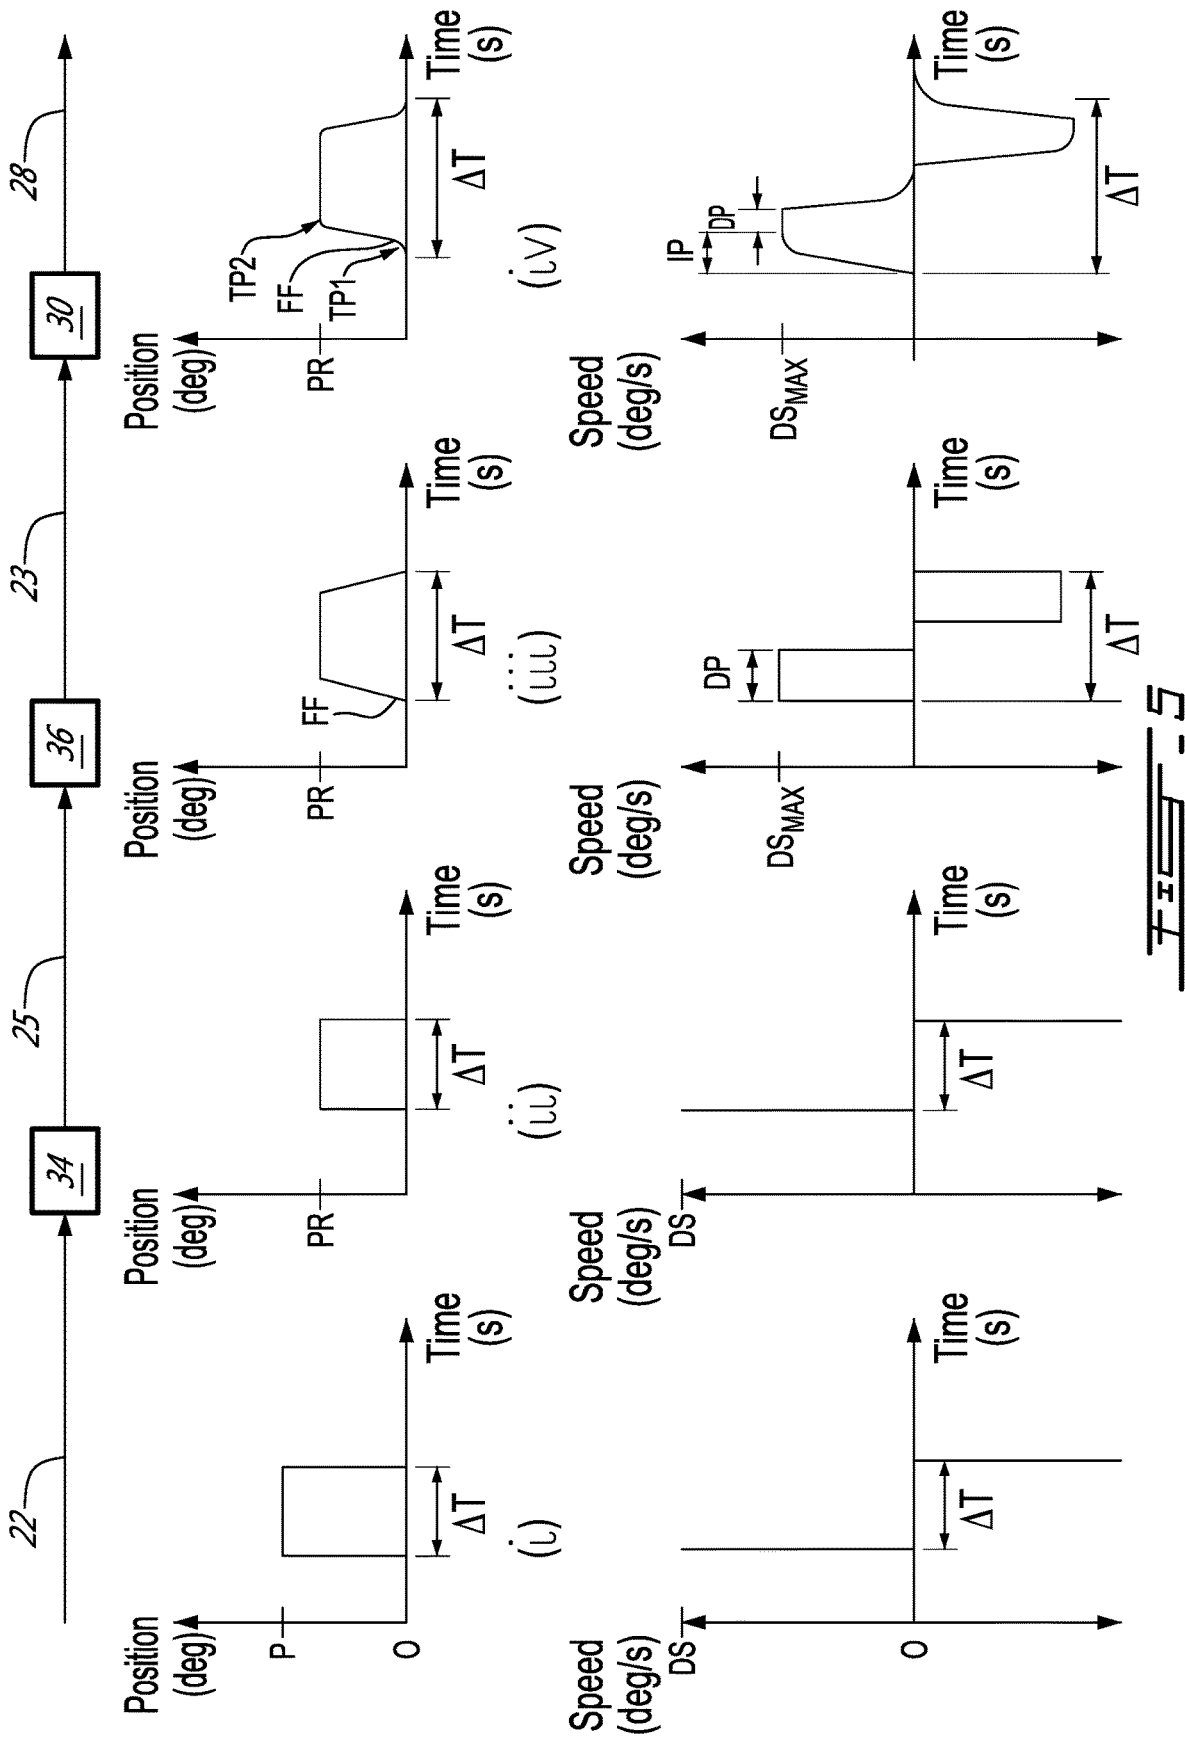 22
34
25
36
23
30
28
Position
(deg)
P
0
ΔT
Time
(s)
(i)
Position
(deg)
PR
ΔT
Time
(s)
(ii)
Position
(deg)
PR
FF
ΔT
Time
(s)
(iii)
Position
(deg)
PR
TP2
FF
TP1
ΔT
Time
(s)
(iv)
Speed
(deg/s)
DS
0
ΔT
Time
(s)
Speed
(deg/s)
DS
ΔT
Time
(s)
Speed
(deg/s)
DSMAX
DP
ΔT
Time
(s)
Speed
(deg/s)
DSMAX
IP
DP
ΔT
Time
(s)
FIG. 5